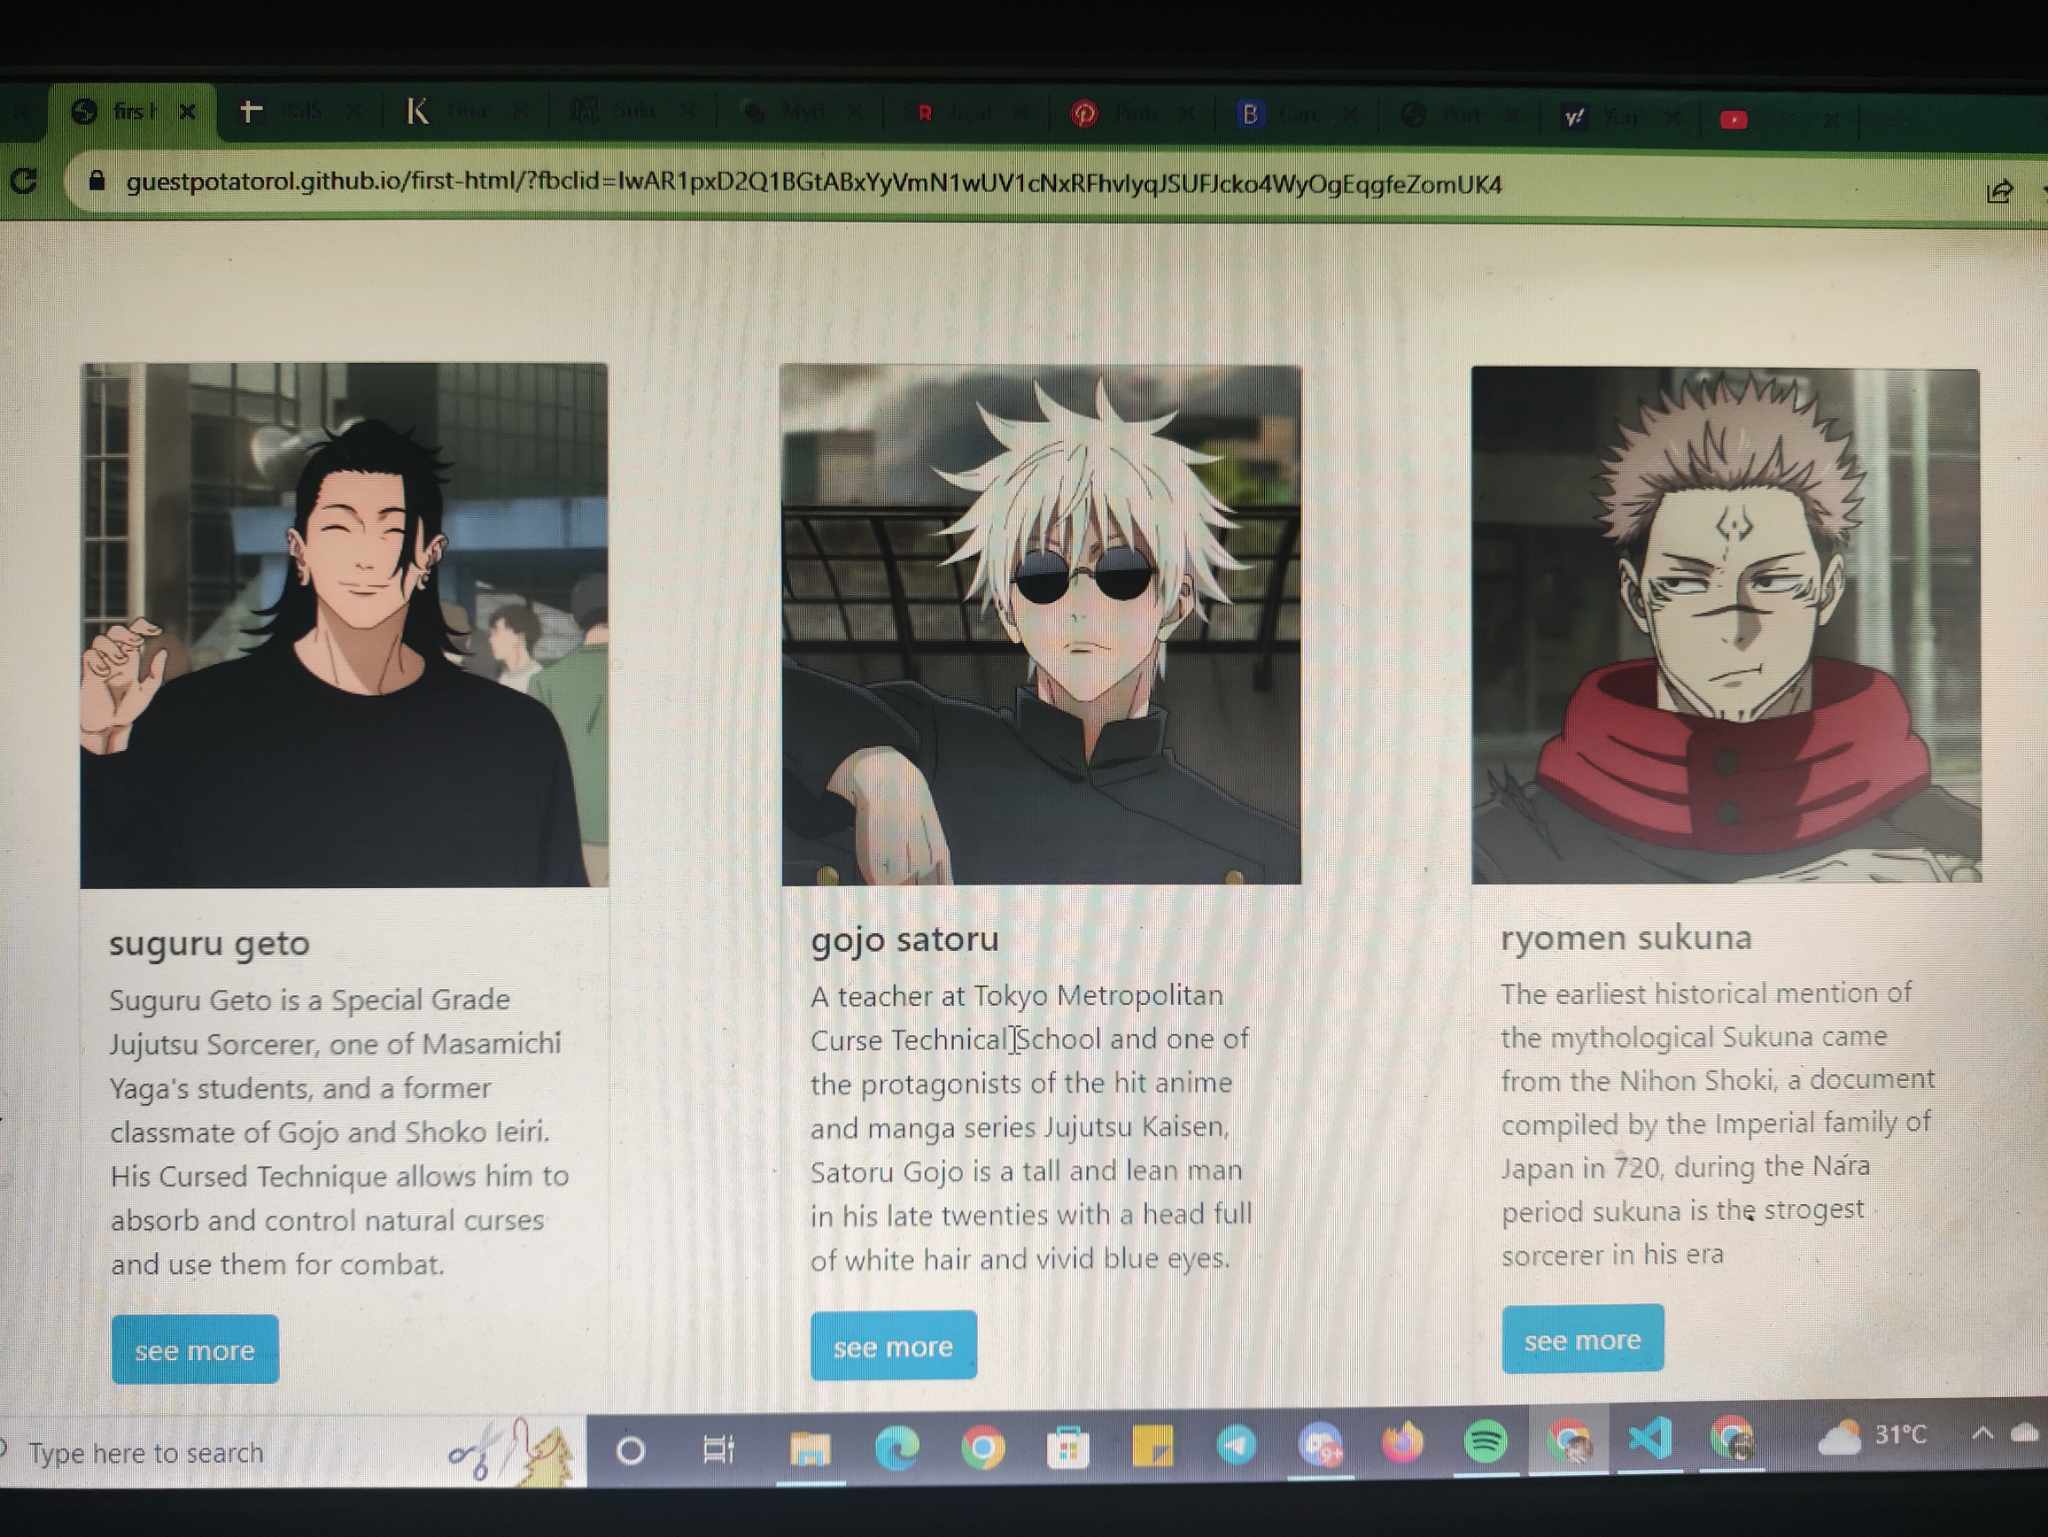 firs h
K
R
B
y!
guestpotatorol.github.io/first-html/?fbclid=IwAR1pxD2Q1BGtABxYyVmN1wUV1cNxRFhvIyqJSUFJcko4WyOgEqgfeZomUK4
suguru geto
Suguru Geto is a Special Grade
Jujutsu Sorcerer, one of Masamichi
Yaga's students, and a former
classmate of Gojo and Shoko Ieiri.
His Cursed Technique allows him to
absorb and control natural curses
and use them for combat.
see more
gojo satoru
A teacher at Tokyo Metropolitan
Curse Technical School and one of
the protagonists of the hit anime
and manga series Jujutsu Kaisen,
Satoru Gojo is a tall and lean man
in his late twenties with a head full
of white hair and vivid blue eyes.
see more
ryomen sukuna
The earliest historical mention of
the mythological Sukuna came
from the Nihon Shoki, a document
compiled by the Imperial family of
Japan in 720, during the Nara
period sukuna is the strogest
sorcerer in his era
see more
Type here to search
9+
31°C